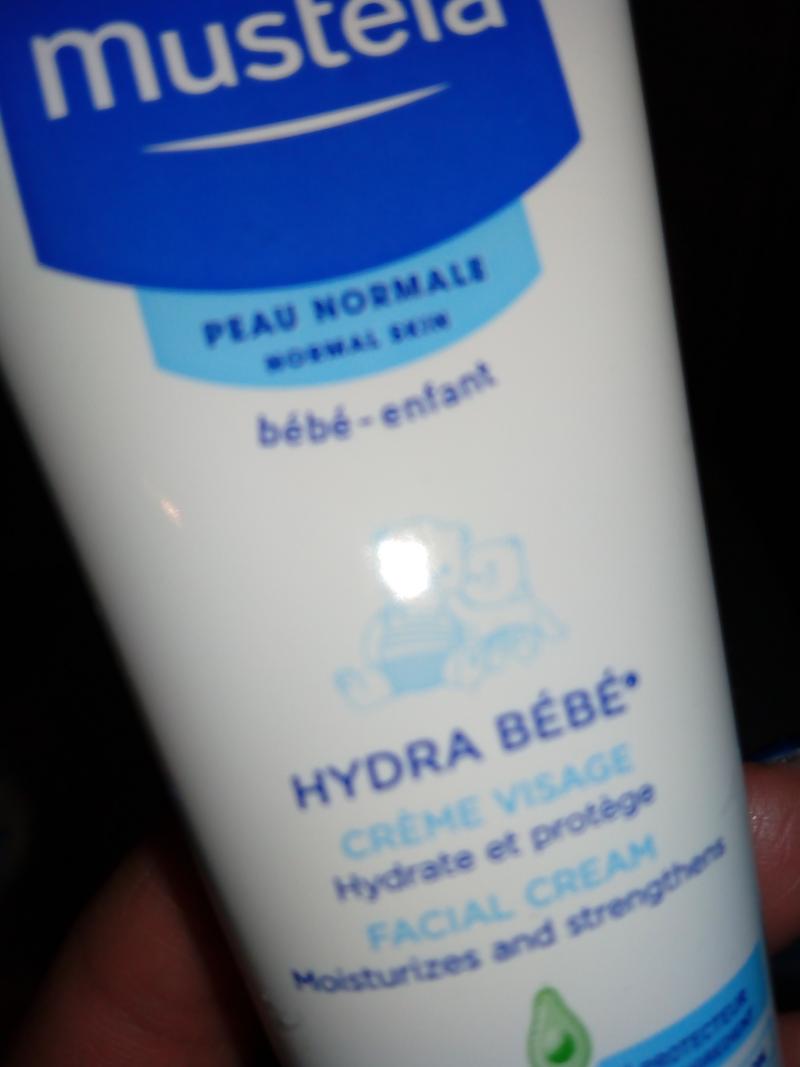 mustela
PEAU NORMALE
NORMAL SKIN
bébé-enfant
HYDRA BÉBÉ®
CRÈME VISAGE
Hydrate et protège
FACIAL CREAM
Moisturizes and strengthens
PROTECTEUR